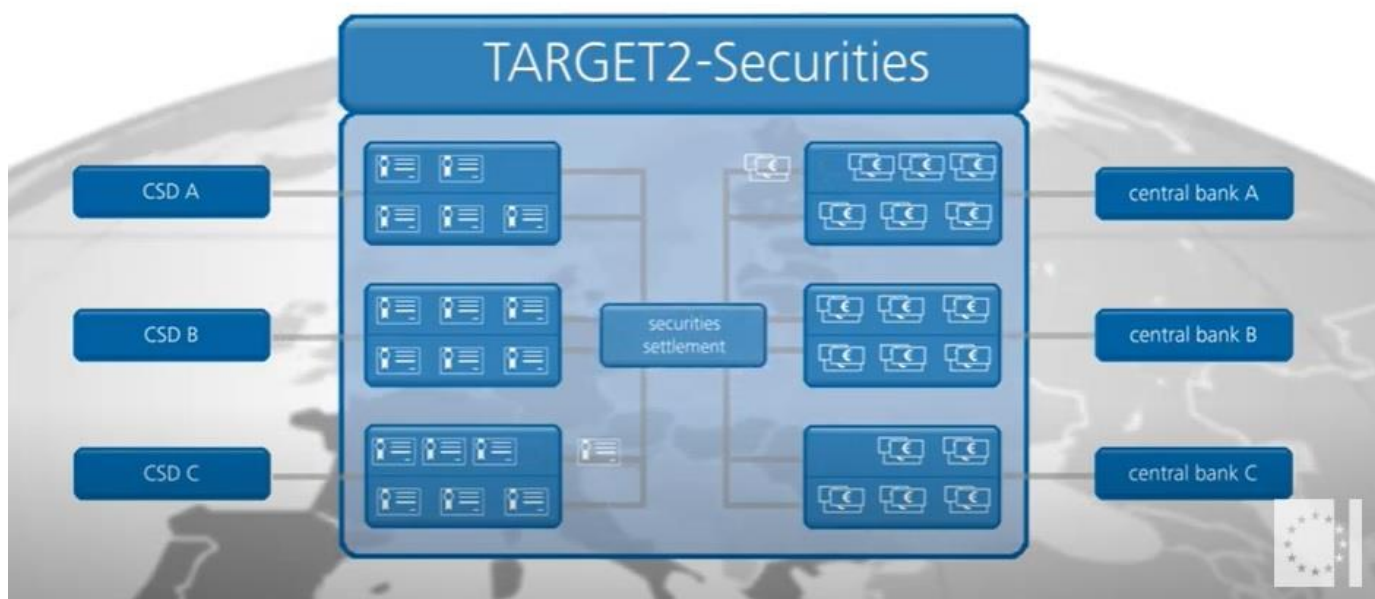 TARGET2-Securities
CSD A
central bank A
CSD B
securities
settlement
central bank B
CSD C
central bank C